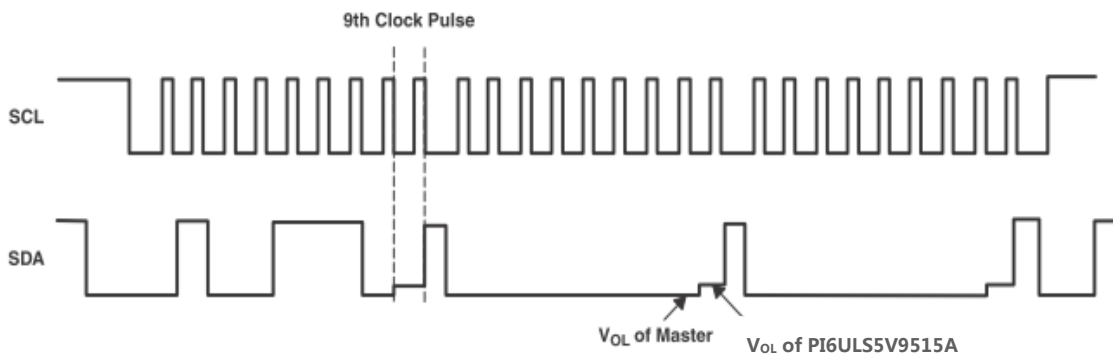 9th Clock Pulse
SCL
SDA
VOL of Master
VOL of PI6ULS5V9515A